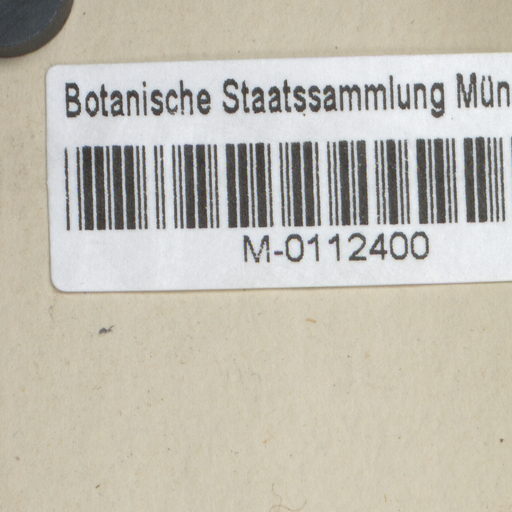 Botanische Staatssammlung Mün
M-0112400